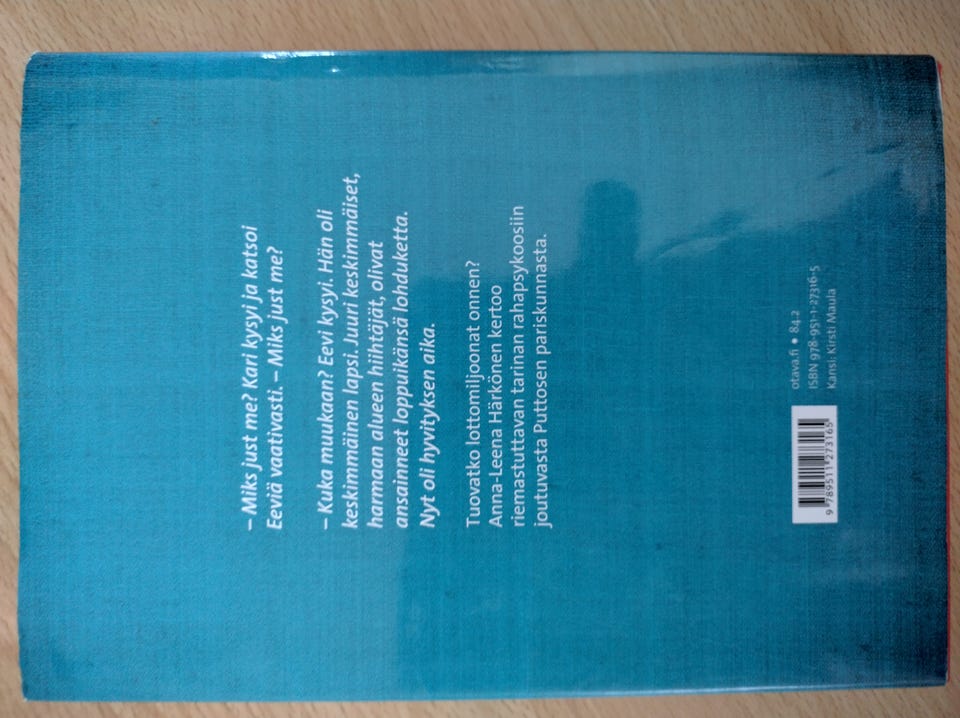 – Miks just me? Kari kysyi ja katsoi
Eeviä vaativasti. – Miks just me?
– Kuka muukaan? Eevi kysyi. Hän oli
keskimmäinen lapsi. Juuri keskimmäiset,
harmaan alueen hiihtäjät, olivat
ansainneet loppuikänsä lohduketta.
Nyt oli hyvityksen aika.
Tuovatko lottomiljoonat onnen?
Anna-Leena Härkönen kertoo
riemastuttavan tarinan rahapsykoosiin
joutuvasta Puttosen pariskunnasta.
otava.fi • 84.2
ISBN 978-951-1-27316-5
Kansi: Kirsti Maula
9 789511 273165